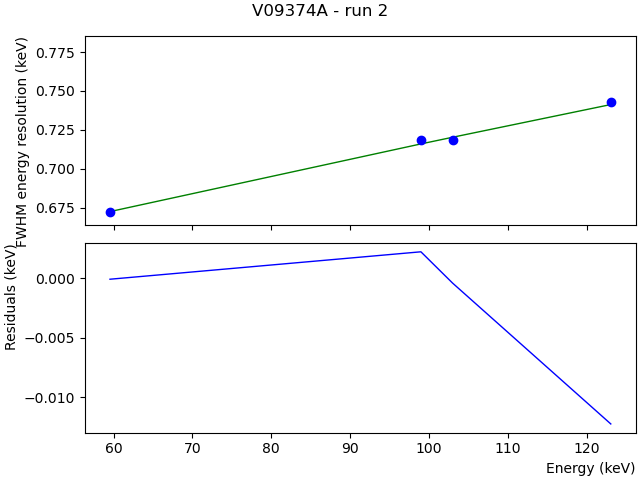 V09374A - run 2
FWHM energy resolution (keV)
0.775
0.750
0.725
0.700
0.675
Residuals (keV)
0.000
−0.005
−0.010
60 70 80 90 100 110 120
Energy (keV)